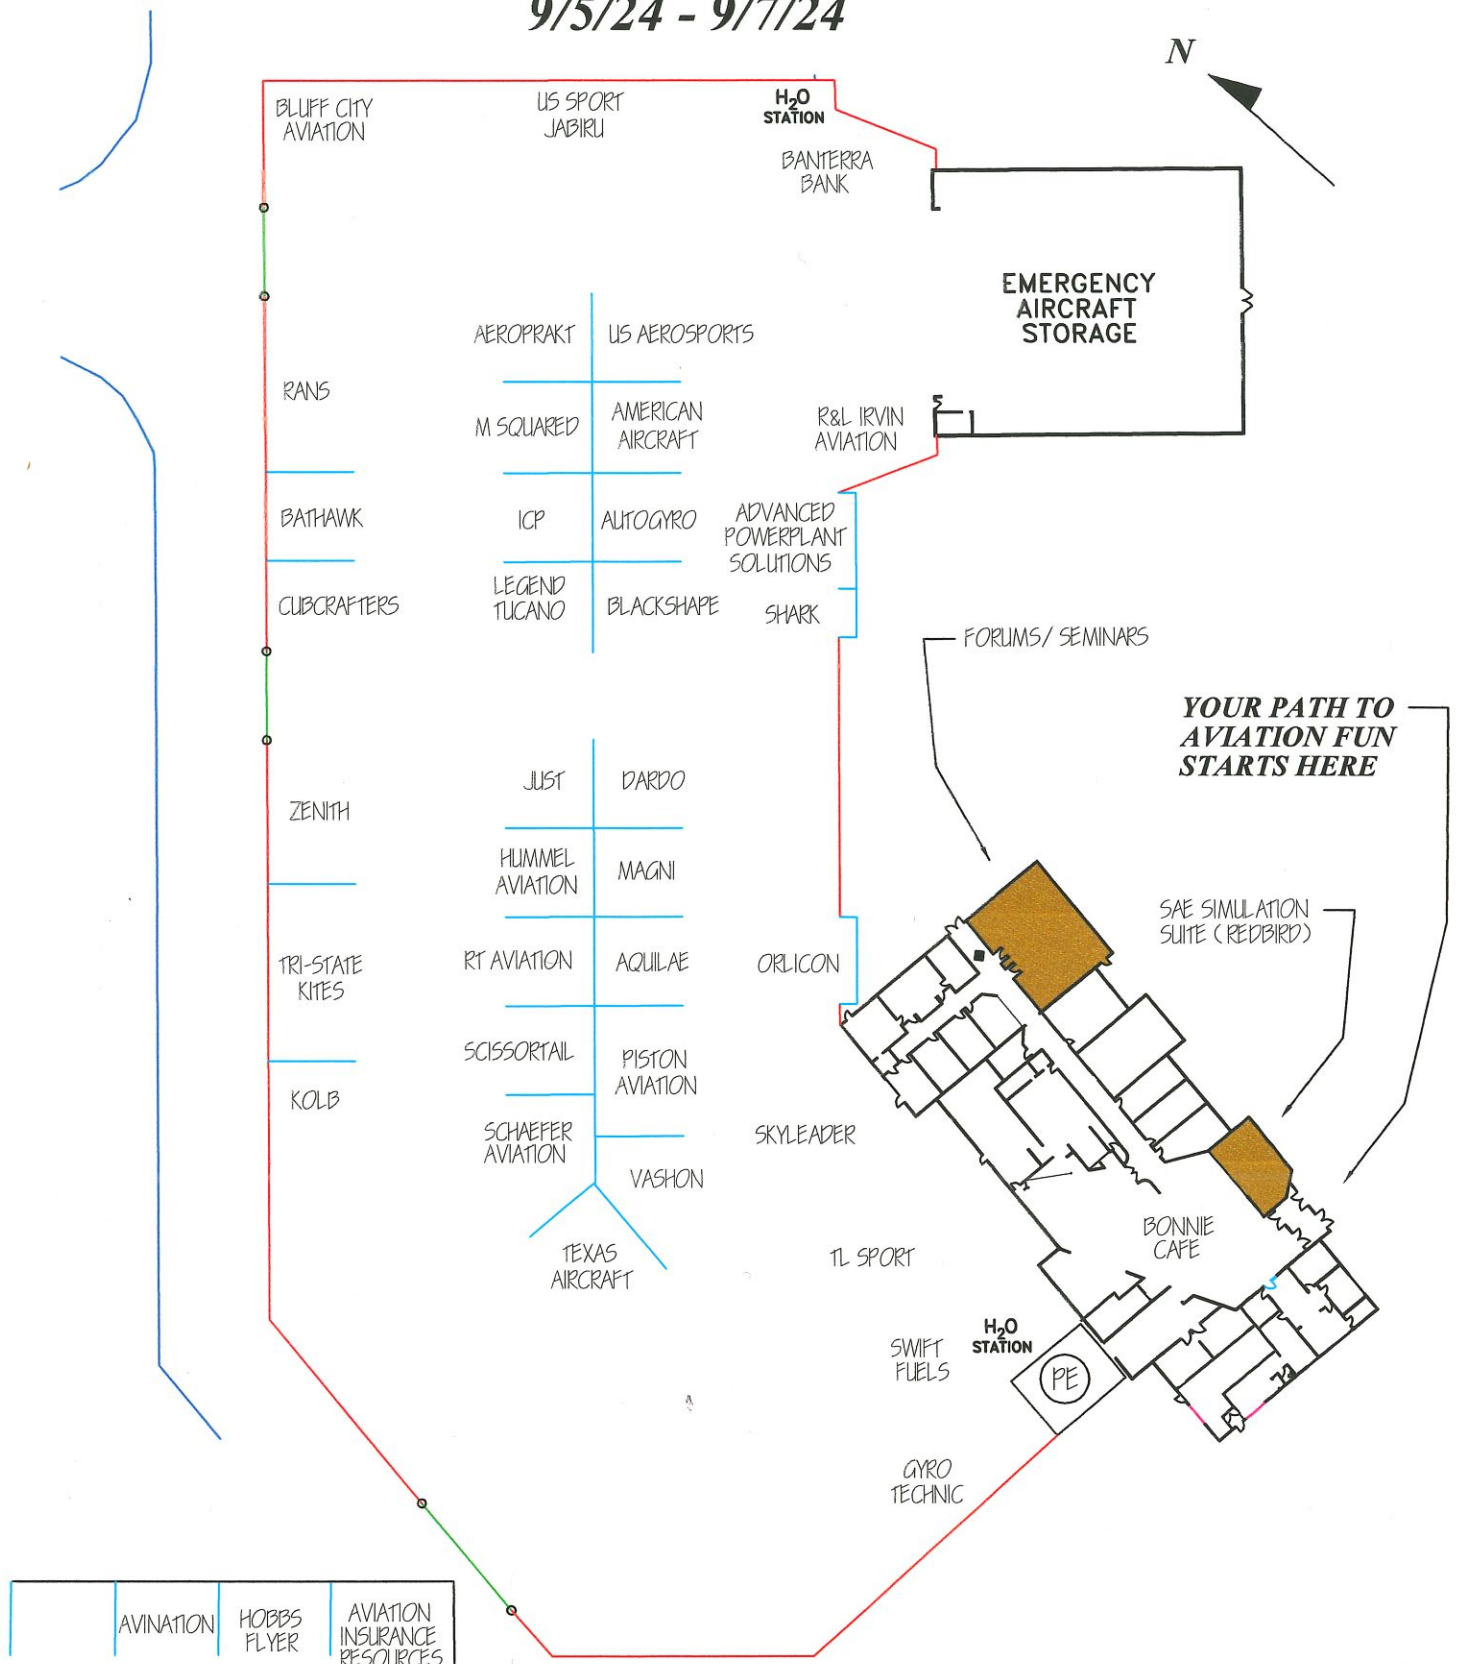 9/5/24 - 9/7/24
N
BLUFF CITY
AVIATION
US SPORT
JABIRU
H2O
STATION
BANTERRA
BANK
EMERGENCY
AIRCRAFT
STORAGE
AEROPRAKT
US AEROSPORTS
RANS
M SQUARED
AMERICAN
AIRCRAFT
R&L IRVIN
AVIATION
BATHAWK
ICP
AUTOGYRO
ADVANCED
POWERPLANT
SOLUTIONS
CUBCRAFTERS
LEGEND
TUCANO
BLACKSHAPE
SHARK
FORUMS/ SEMINARS
YOUR PATH TO
AVIATION FUN
STARTS HERE
JUST
DARDO
ZENITH
HUMMEL
AVIATION
MAGNI
SAE SIMULATION
SUITE (REDBIRD)
TRI-STATE
KITES
RT AVIATION
AQUILAE
ORLICON
SCISSORTAIL
PISTON
AVIATION
KOLB
SCHAEFER
AVIATION
SKYLEADER
VASHON
TEXAS
AIRCRAFT
TL SPORT
BONNIE
CAFE
H2O
STATION
SWIFT
FUELS
PE
GYRO
TECHNIC
AVINATION
HOBBS
FLYER
AVIATION
INSURANCE
RESOURCES